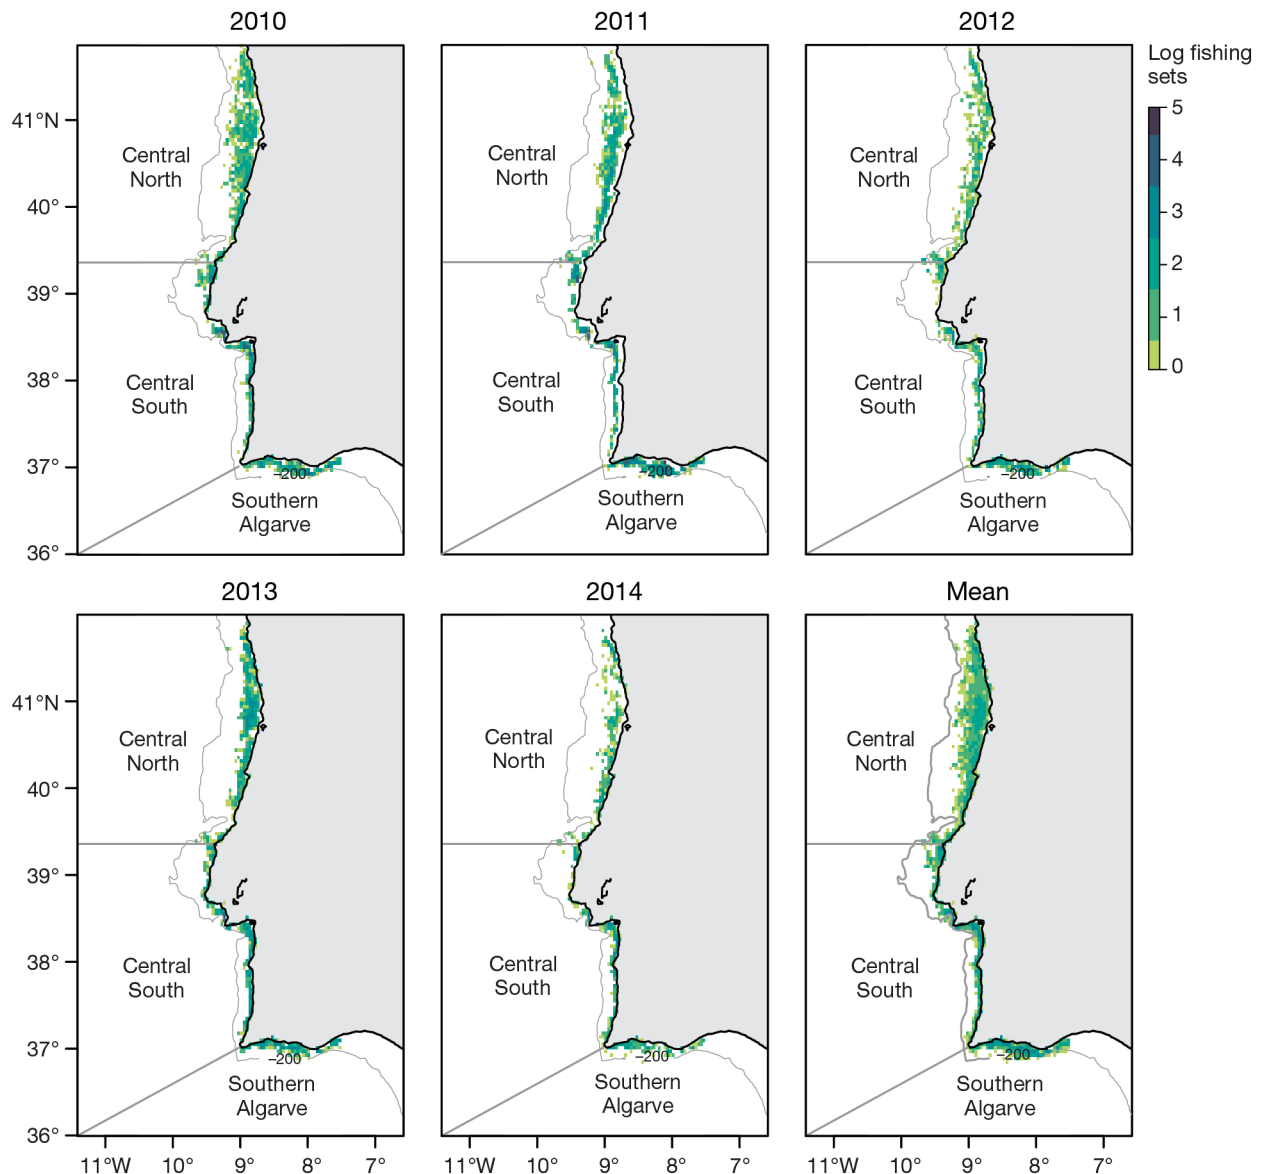 2010
2011
2012
Log fishing
sets
5
4
3
2
1
0
41°N
40°
39°
38°
37°
36°
Central
North
Central
South
−200
Southern
Algarve
Central
North
Central
South
−200
Southern
Algarve
Central
North
Central
South
−200
Southern
Algarve
2013
2014
Mean
41°N
40°
39°
38°
37°
36°
Central
North
Central
South
−200
Southern
Algarve
Central
North
Central
South
−200
Southern
Algarve
Central
North
Central
South
−200
Southern
Algarve
11°W
10°
9°
8°
7°
11°W
10°
9°
8°
7°
11°W
10°
9°
8°
7°